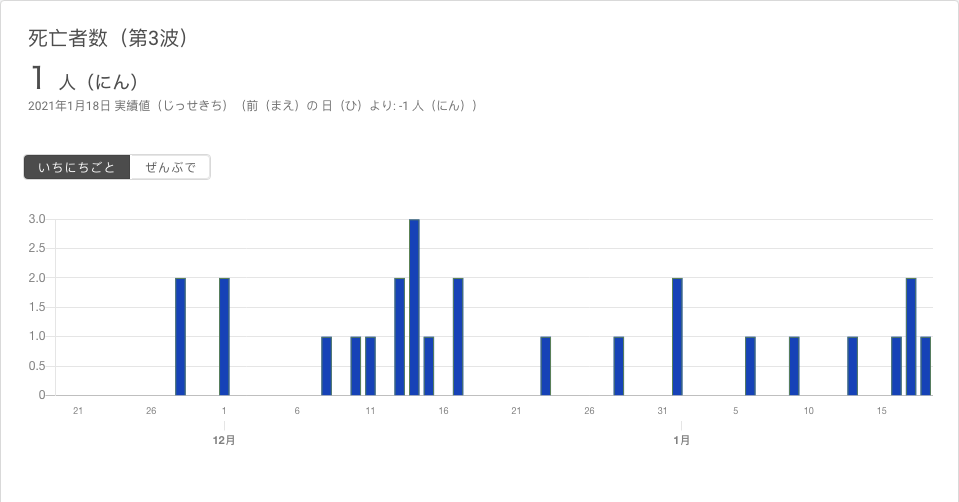 死亡者数（第3波）
1 人（にん）
2021年1月18日 実績値（じっせきち）（前（まえ）の 日（ひ）より: -1 人（にん））
いちにちごと ぜんぶで
3.0
2.5
2.0
1.5
1.0
0.5
0
21 26 1 6 11 16 21 26 31 5 10 15
12月 1月